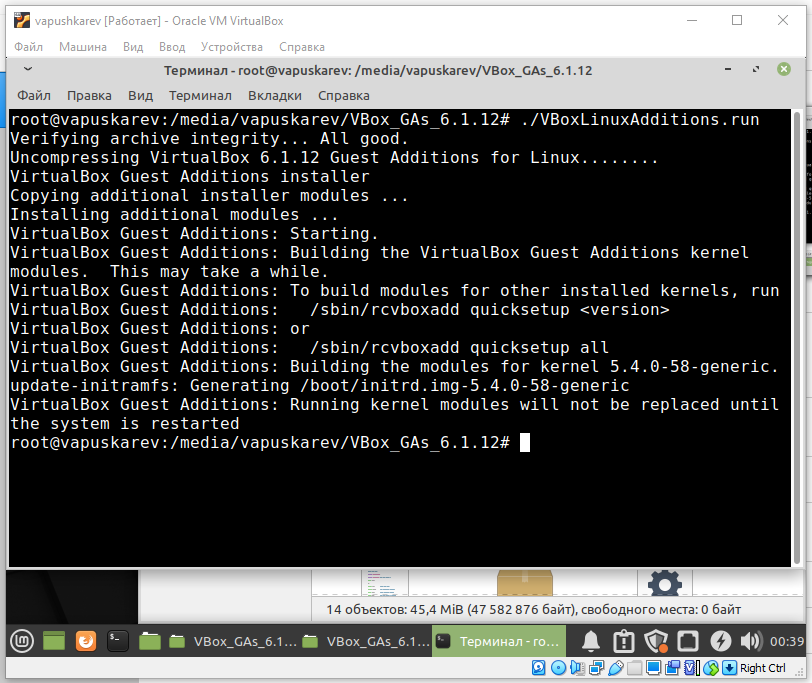 vapushkarev [Работает] - Oracle VM VirtualBox
Файл Машина Вид Ввод Устройства Справка
Терминал - root@vapuskarev: /media/vapuskarev/VBox_GAs_6.1.12
Файл Правка Вид Терминал Вкладки Справка
root@vapuskarev:/media/vapuskarev/VBox_GAs_6.1.12# ./VBoxLinuxAdditions.run
Verifying archive integrity... All good.
Uncompressing VirtualBox 6.1.12 Guest Additions for Linux........
VirtualBox Guest Additions installer
Copying additional installer modules ...
Installing additional modules ...
VirtualBox Guest Additions: Starting.
VirtualBox Guest Additions: Building the VirtualBox Guest Additions kernel
modules.  This may take a while.
VirtualBox Guest Additions: To build modules for other installed kernels, run
VirtualBox Guest Additions:   /sbin/rcvboxadd quicksetup <version>
VirtualBox Guest Additions: or
VirtualBox Guest Additions:   /sbin/rcvboxadd quicksetup all
VirtualBox Guest Additions: Building the modules for kernel 5.4.0-58-generic.
update-initramfs: Generating /boot/initrd.img-5.4.0-58-generic
VirtualBox Guest Additions: Running kernel modules will not be replaced until
the system is restarted
root@vapuskarev:/media/vapuskarev/VBox_GAs_6.1.12#
14 объектов: 45,4 MiB (47 582 876 байт), свободного места: 0 байт
VBox_GAs_6.1... VBox_GAs_6.1... Терминал - ro... 00:39
Right Ctrl